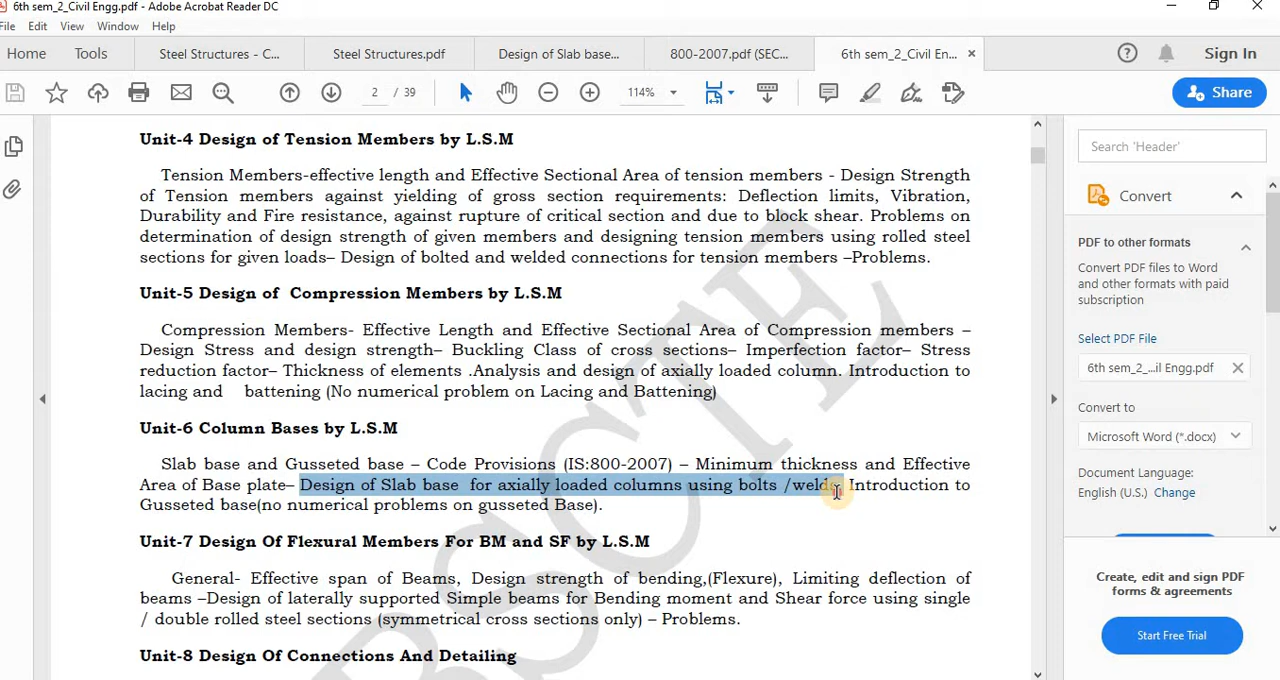 6th sem_2_Civil Engg.pdf - Adobe Acrobat Reader DC
File Edit View Window Help
Home Tools Steel Structures - C... Steel Structures.pdf Design of Slab base... 800-2007.pdf (SEC... 6th sem_2_Civil En... × Sign In
2 / 39 114% Share
Unit-4 Design of Tension Members by L.S.M
Tension Members-effective length and Effective Sectional Area of tension members - Design Strength
of Tension members against yielding of gross section requirements: Deflection limits, Vibration,
Durability and Fire resistance, against rupture of critical section and due to block shear. Problems on
determination of design strength of given members and designing tension members using rolled steel
sections for given loads– Design of bolted and welded connections for tension members –Problems.
Unit-5 Design of Compression Members by L.S.M
Compression Members- Effective Length and Effective Sectional Area of Compression members –
Design Stress and design strength– Buckling Class of cross sections– Imperfection factor– Stress
reduction factor– Thickness of elements .Analysis and design of axially loaded column. Introduction to
lacing and battening (No numerical problem on Lacing and Battening)
Unit-6 Column Bases by L.S.M
Slab base and Gusseted base – Code Provisions (IS:800-2007) – Minimum thickness and Effective
Area of Base plate– Design of Slab base for axially loaded columns using bolts /welds. Introduction to
Gusseted base(no numerical problems on gusseted Base).
Unit-7 Design Of Flexural Members For BM and SF by L.S.M
General- Effective span of Beams, Design strength of bending,(Flexure), Limiting deflection of
beams –Design of laterally supported Simple beams for Bending moment and Shear force using single
/ double rolled steel sections (symmetrical cross sections only) – Problems.
Unit-8 Design Of Connections And Detailing
BSCTE
Search 'Header'
Convert
PDF to other formats
Convert PDF files to Word
and other formats with paid
subscription
Select PDF File
6th sem_2_...il Engg.pdf
Convert to
Microsoft Word (*.docx)
Document Language:
English (U.S.) Change
Create, edit and sign PDF
forms & agreements
Start Free Trial